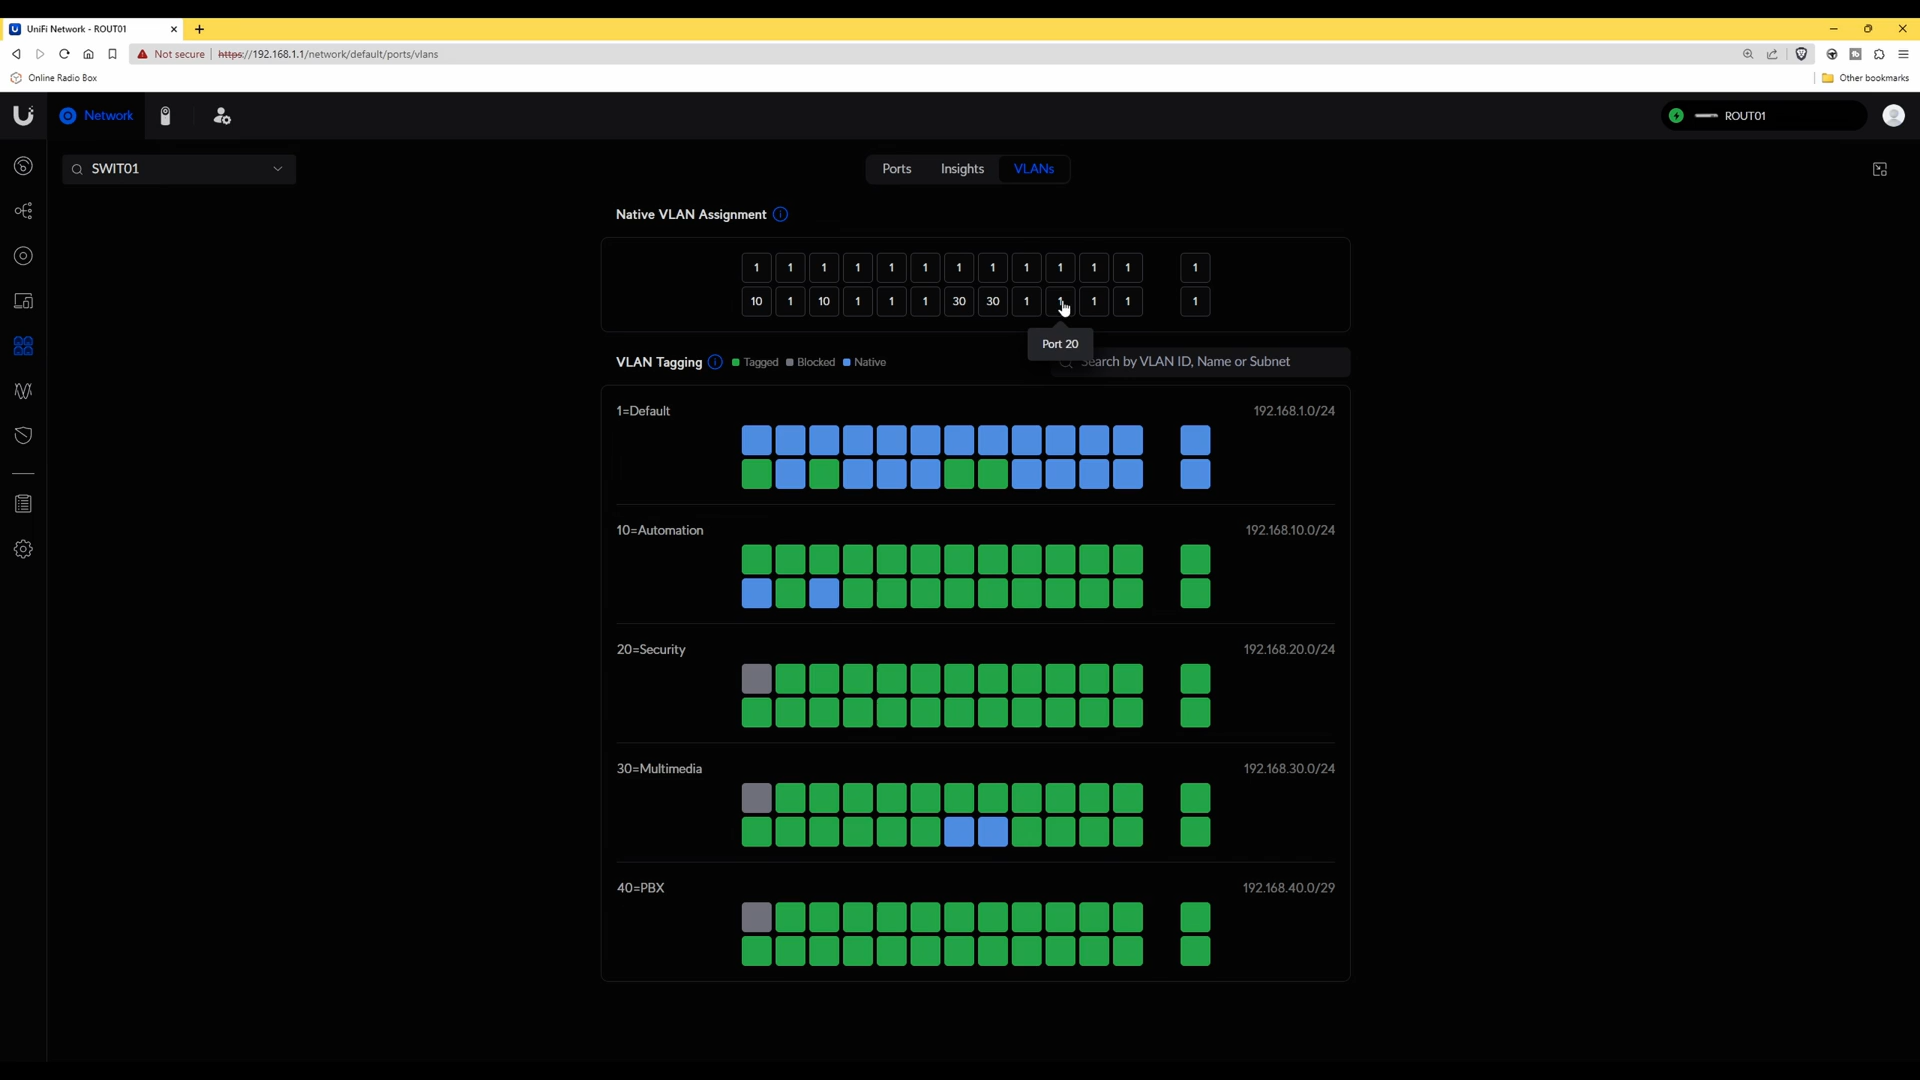 UniFi Network - ROUT01
Not secure https://192.168.1.1/network/default/ports/vlans
Online Radio Box
Other bookmarks
Network
ROUT01
SWIT01
Ports Insights VLANs
Native VLAN Assignment
1 1 1 1 1 1 1 1 1 1 1 1 1
10 1 10 1 1 1 30 30 1 1 1 1 1
Port 20
VLAN Tagging Tagged Blocked Native
Search by VLAN ID, Name or Subnet
1=Default 192.168.1.0/24
10=Automation 192.168.10.0/24
20=Security 192.168.20.0/24
30=Multimedia 192.168.30.0/24
40=PBX 192.168.40.0/29